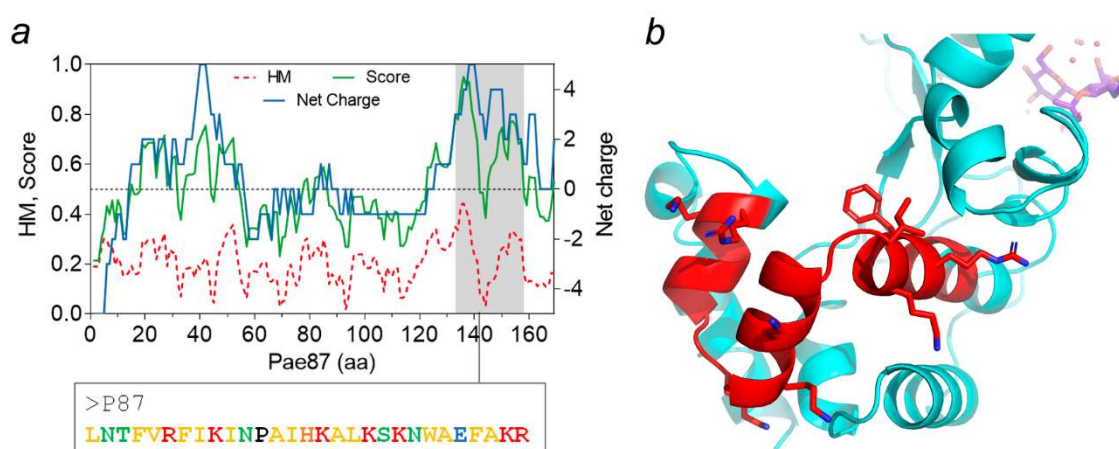 a
b
HM
Score
Net Charge
HM, Score
1.0
0.8
0.6
0.4
0.2
0.0
Net charge
4
2
0
-2
-4
0 20 40 60 80 100 120 140 160
Pae87 (aa)
>P87
LNTFVRFIKINPAIHKALKSKNWAEFAKR